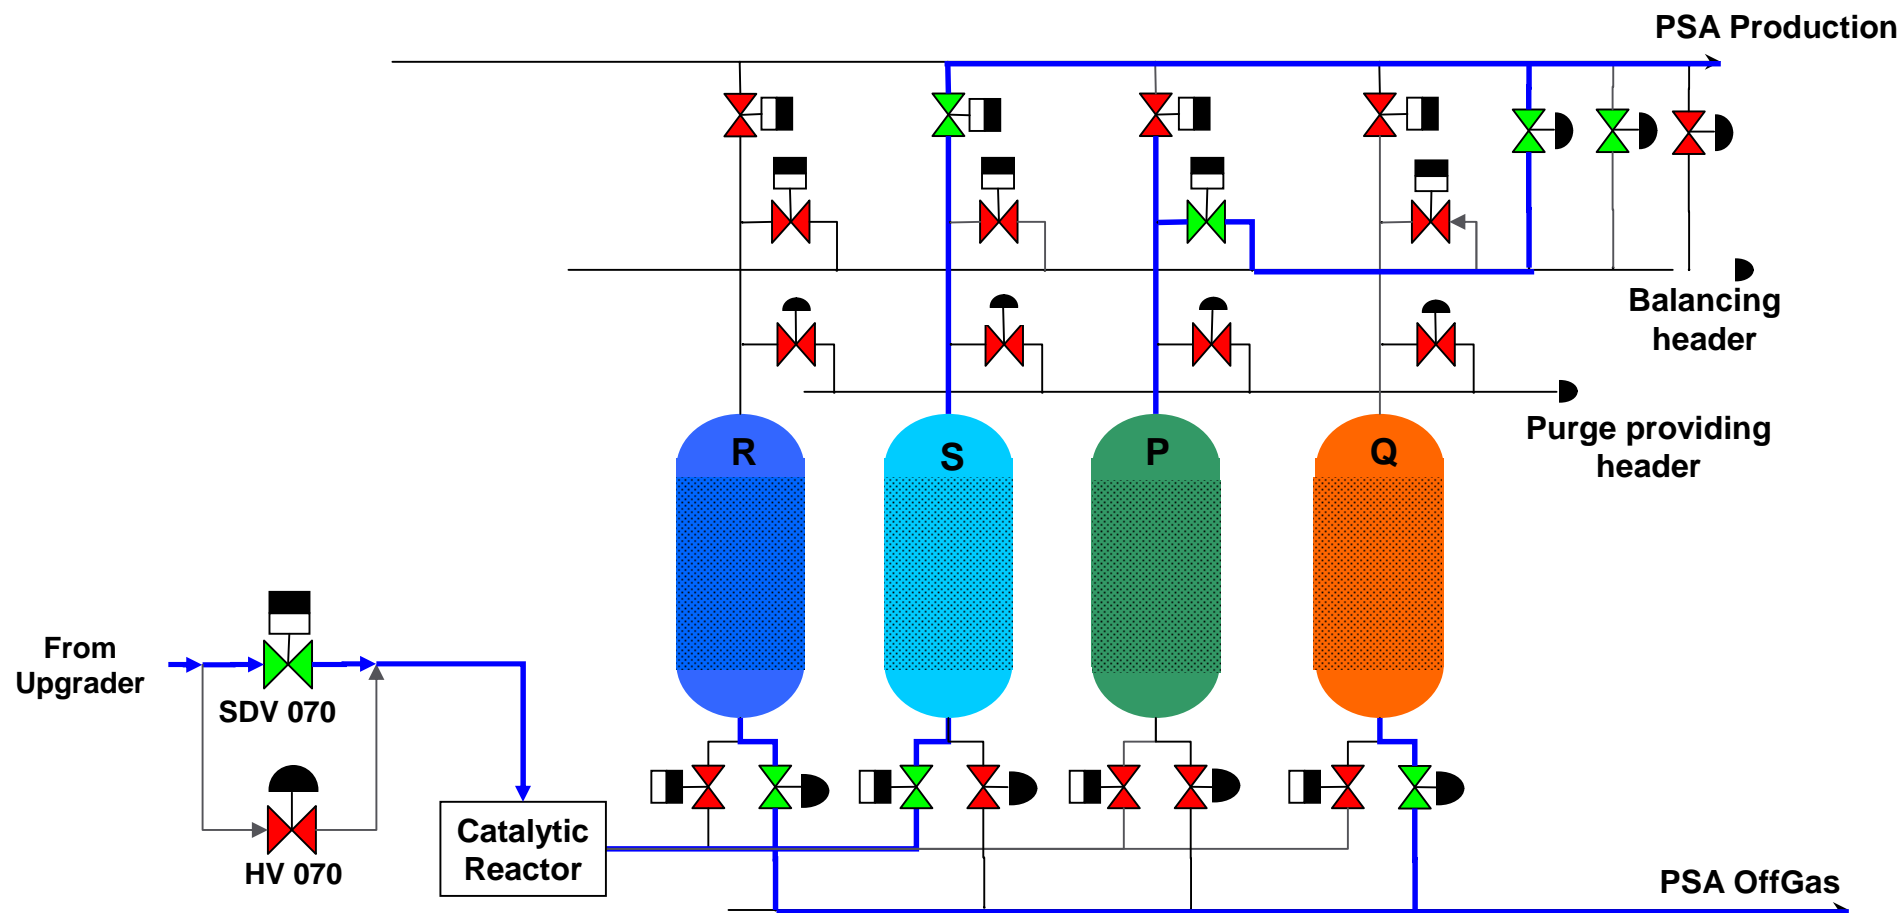 PSA Production
Balancing
header
Purge providing
header
R
S
P
Q
From
Upgrader
SDV 070
HV 070
Catalytic
Reactor
PSA OffGas